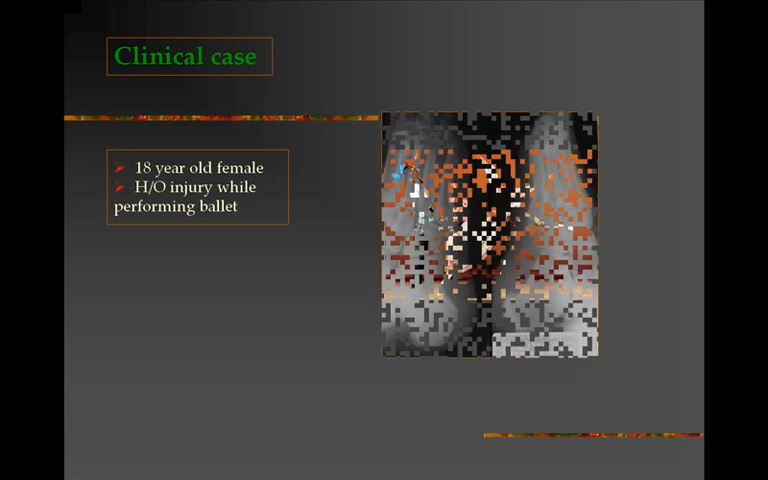 Clinical case
18 year old female
H/O injury while
performing ballet